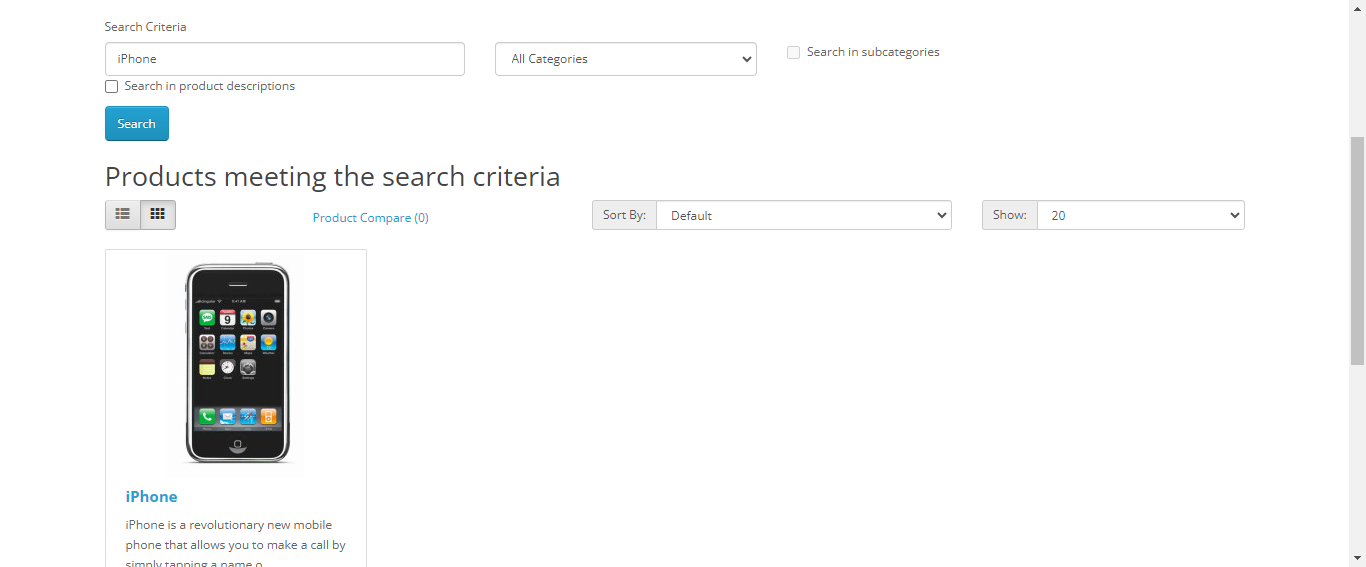 Search Criteria
iPhone
All Categories
Search in subcategories
Search in product descriptions
Search
Products meeting the search criteria
Product Compare (0)
Sort By:
Default
Show:
20
9
iPhone
iPhone is a revolutionary new mobile
phone that allows you to make a call by
simply tapping a name o